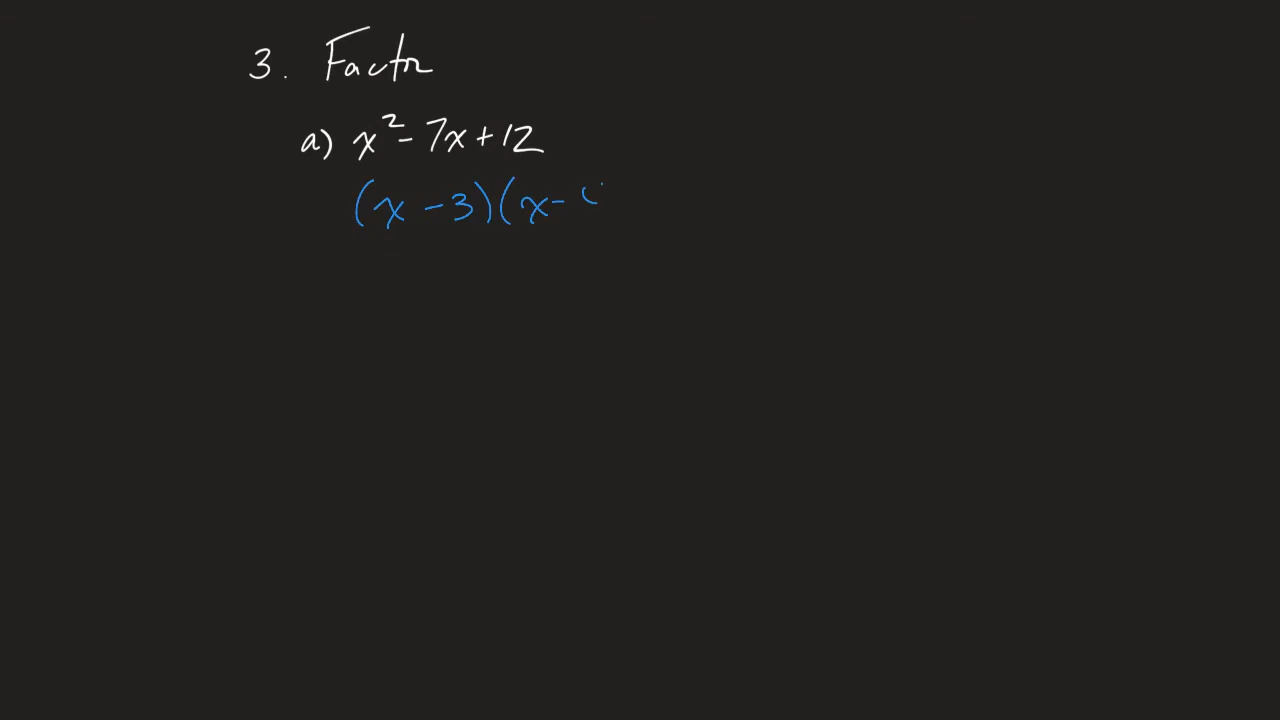 3. Factor
a) x² - 7x + 12
(x - 3)(x -